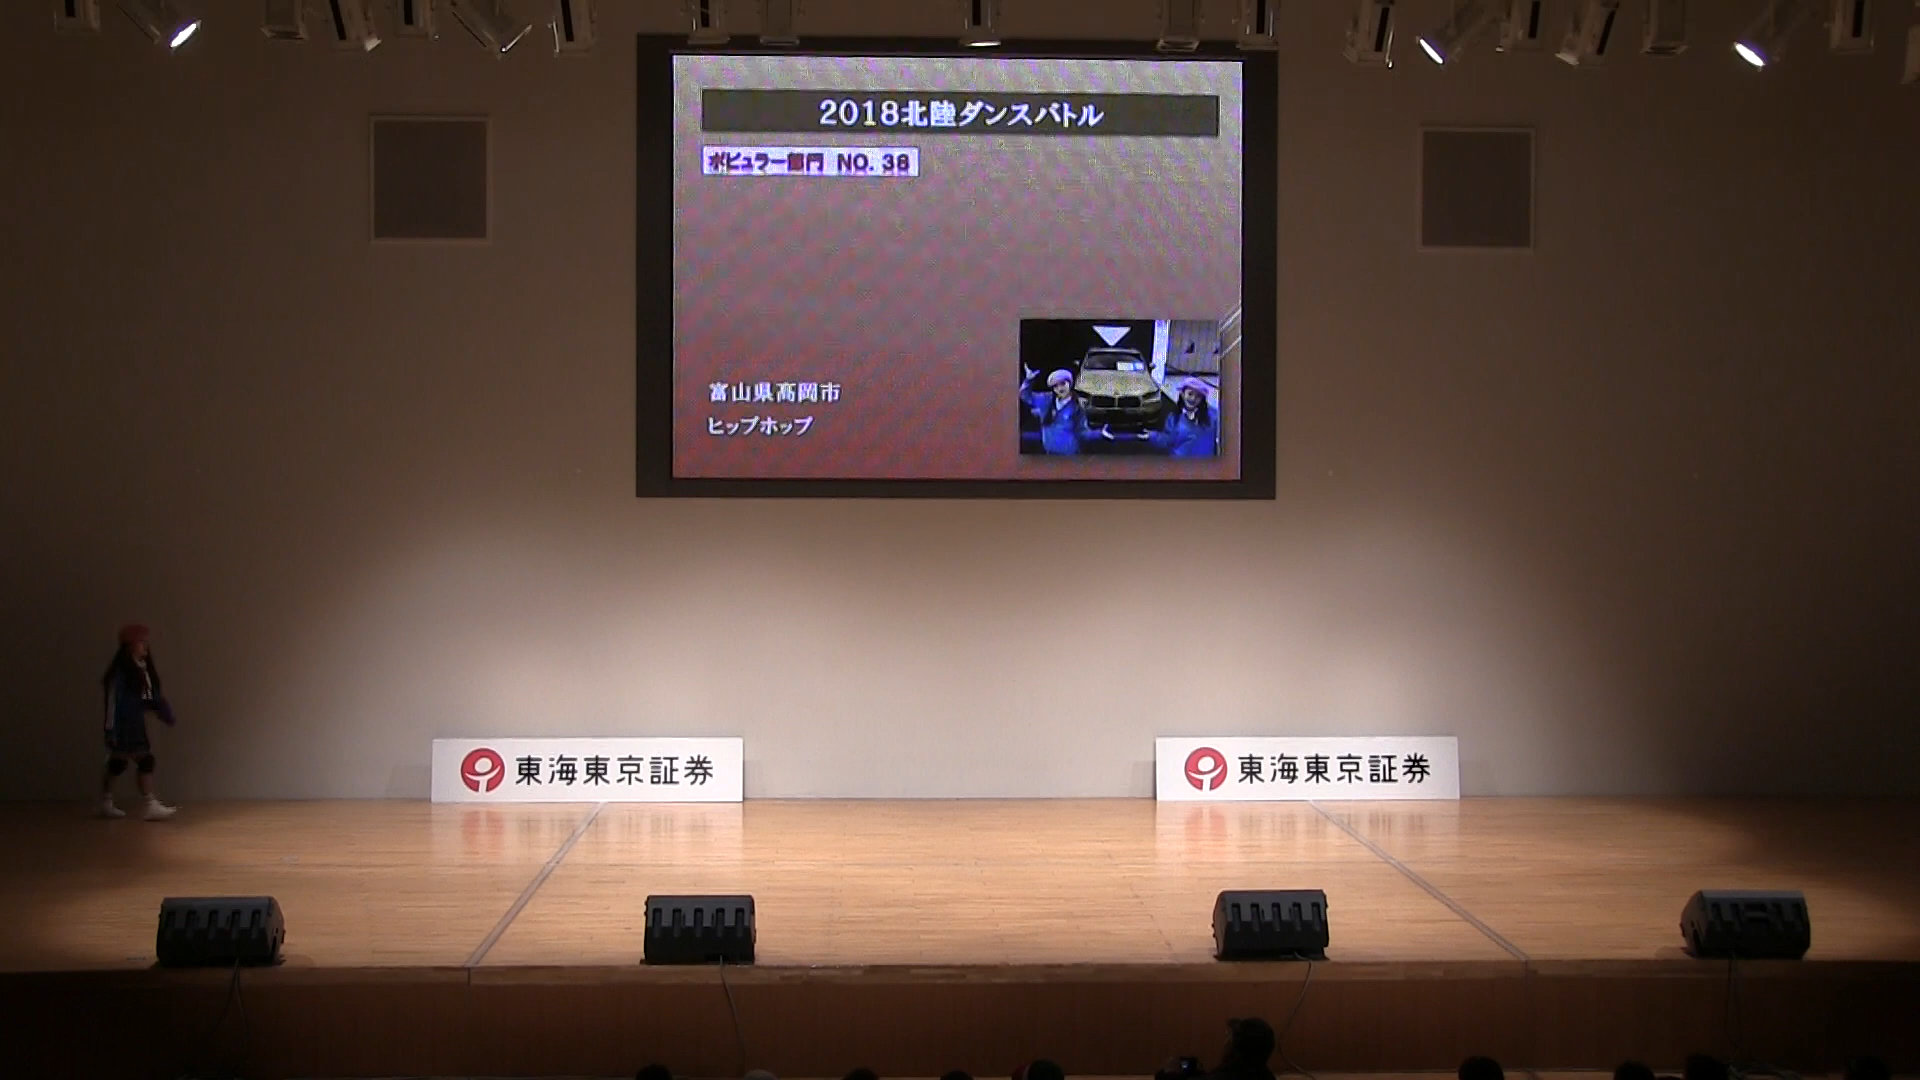 2018北陸ダンスバトル
ポピュラー部門 NO. 38
富山県高岡市
ヒップホップ
東海東京証券
東海東京証券